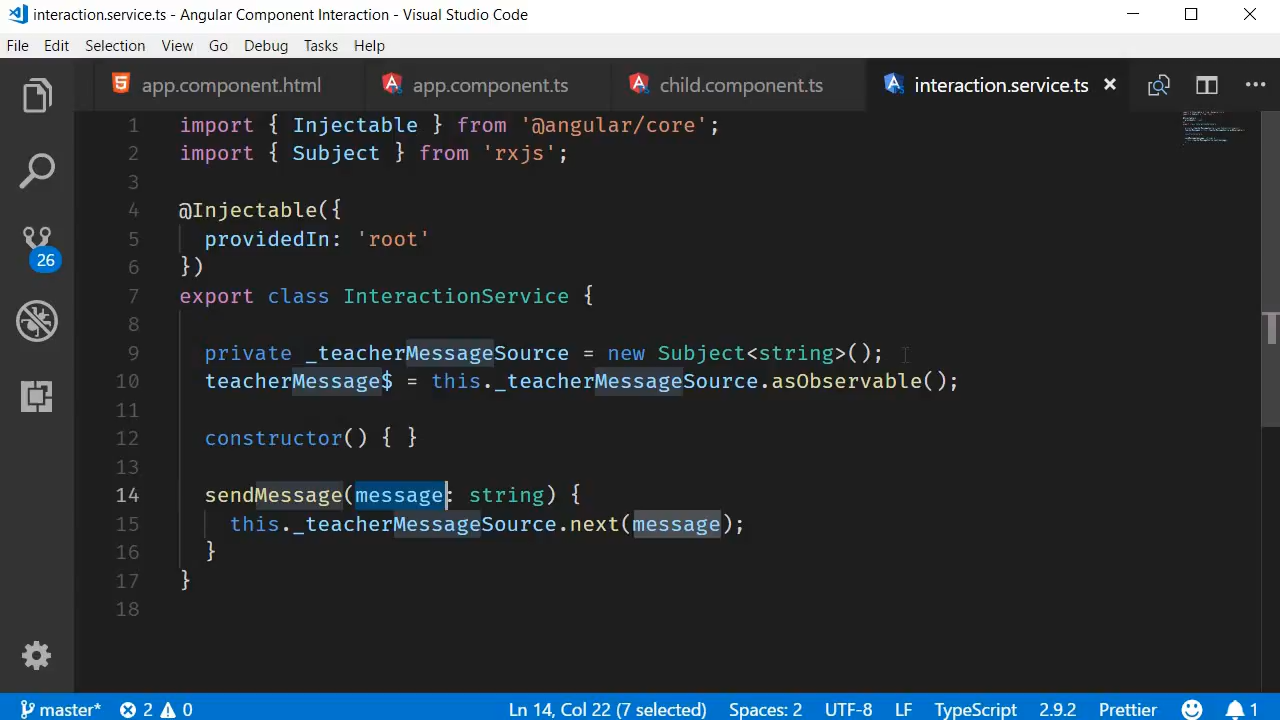 interaction.service.ts - Angular Component Interaction - Visual Studio Code
File Edit Selection View Go Debug Tasks Help
app.component.html app.component.ts child.component.ts interaction.service.ts
1 import { Injectable } from '@angular/core';
2 import { Subject } from 'rxjs';
3
4 @Injectable({
5 providedIn: 'root'
6 })
7 export class InteractionService {
8
9 private _teacherMessageSource = new Subject<string>();
10 teacherMessage$ = this._teacherMessageSource.asObservable();
11
12 constructor() { }
13
14 sendMessage(message: string) {
15 this._teacherMessageSource.next(message);
16 }
17 }
18
26
master* 2 0 Ln 14, Col 22 (7 selected) Spaces: 2 UTF-8 LF TypeScript 2.9.2 Prettier 1